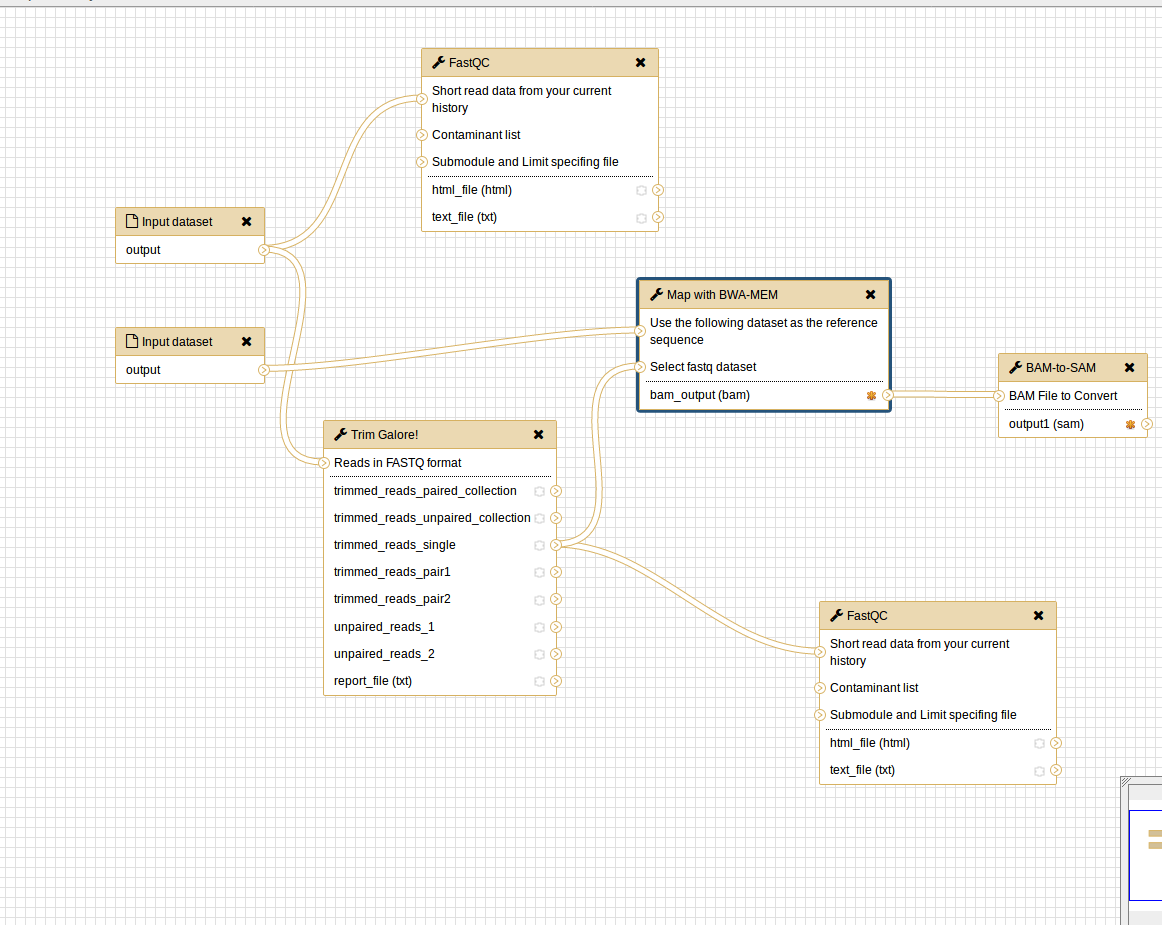 FastQC
Short read data from your current
history
Contaminant list
Submodule and Limit specifing file
html_file (html)
text_file (txt)
Input dataset
output
Input dataset
output
Map with BWA-MEM
Use the following dataset as the reference
sequence
Select fastq dataset
bam_output (bam)
BAM-to-SAM
BAM File to Convert
output1 (sam)
Trim Galore!
Reads in FASTQ format
trimmed_reads_paired_collection
trimmed_reads_unpaired_collection
trimmed_reads_single
trimmed_reads_pair1
trimmed_reads_pair2
unpaired_reads_1
unpaired_reads_2
report_file (txt)
FastQC
Short read data from your current
history
Contaminant list
Submodule and Limit specifing file
html_file (html)
text_file (txt)